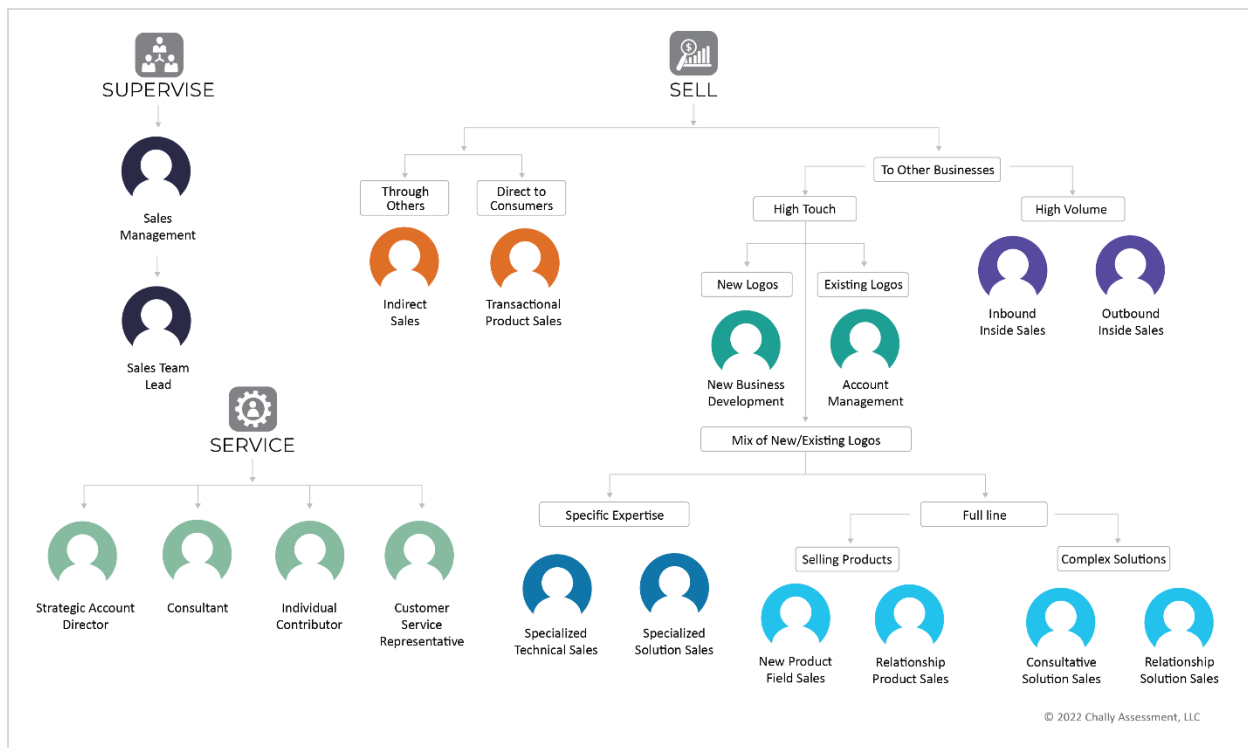 SUPERVISE
Sales
Management
Sales Team
Lead
SERVICE
Strategic Account
Director
Consultant
Individual
Contributor
Customer
Service
Representative
SELL
Through
Others
Direct to
Consumers
Indirect
Sales
Transactional
Product Sales
To Other Businesses
High Touch
High Volume
New Logos
Existing Logos
Inbound
Inside Sales
Outbound
Inside Sales
New Business
Development
Account
Management
Mix of New/Existing Logos
Specific Expertise
Full line
Selling Products
Complex Solutions
Specialized
Technical Sales
Specialized
Solution Sales
New Product
Field Sales
Relationship
Product Sales
Consultative
Solution Sales
Relationship
Solution Sales
© 2022 Chally Assessment, LLC